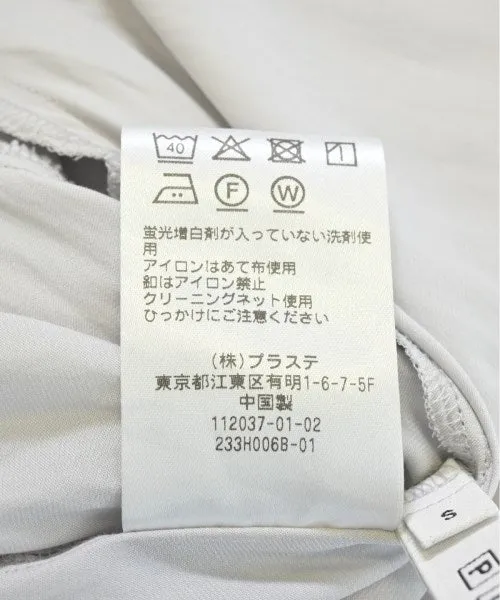 40
F W
蛍光増白剤が入っていない洗剤使
用
アイロンはあて布使用
釦はアイロン禁止
クリーニングネット使用
ひっかけにご注意ください
(株)プラステ
東京都江東区有明1-6-7-5F
中国製
112037-01-02
233H006B-01
S
P